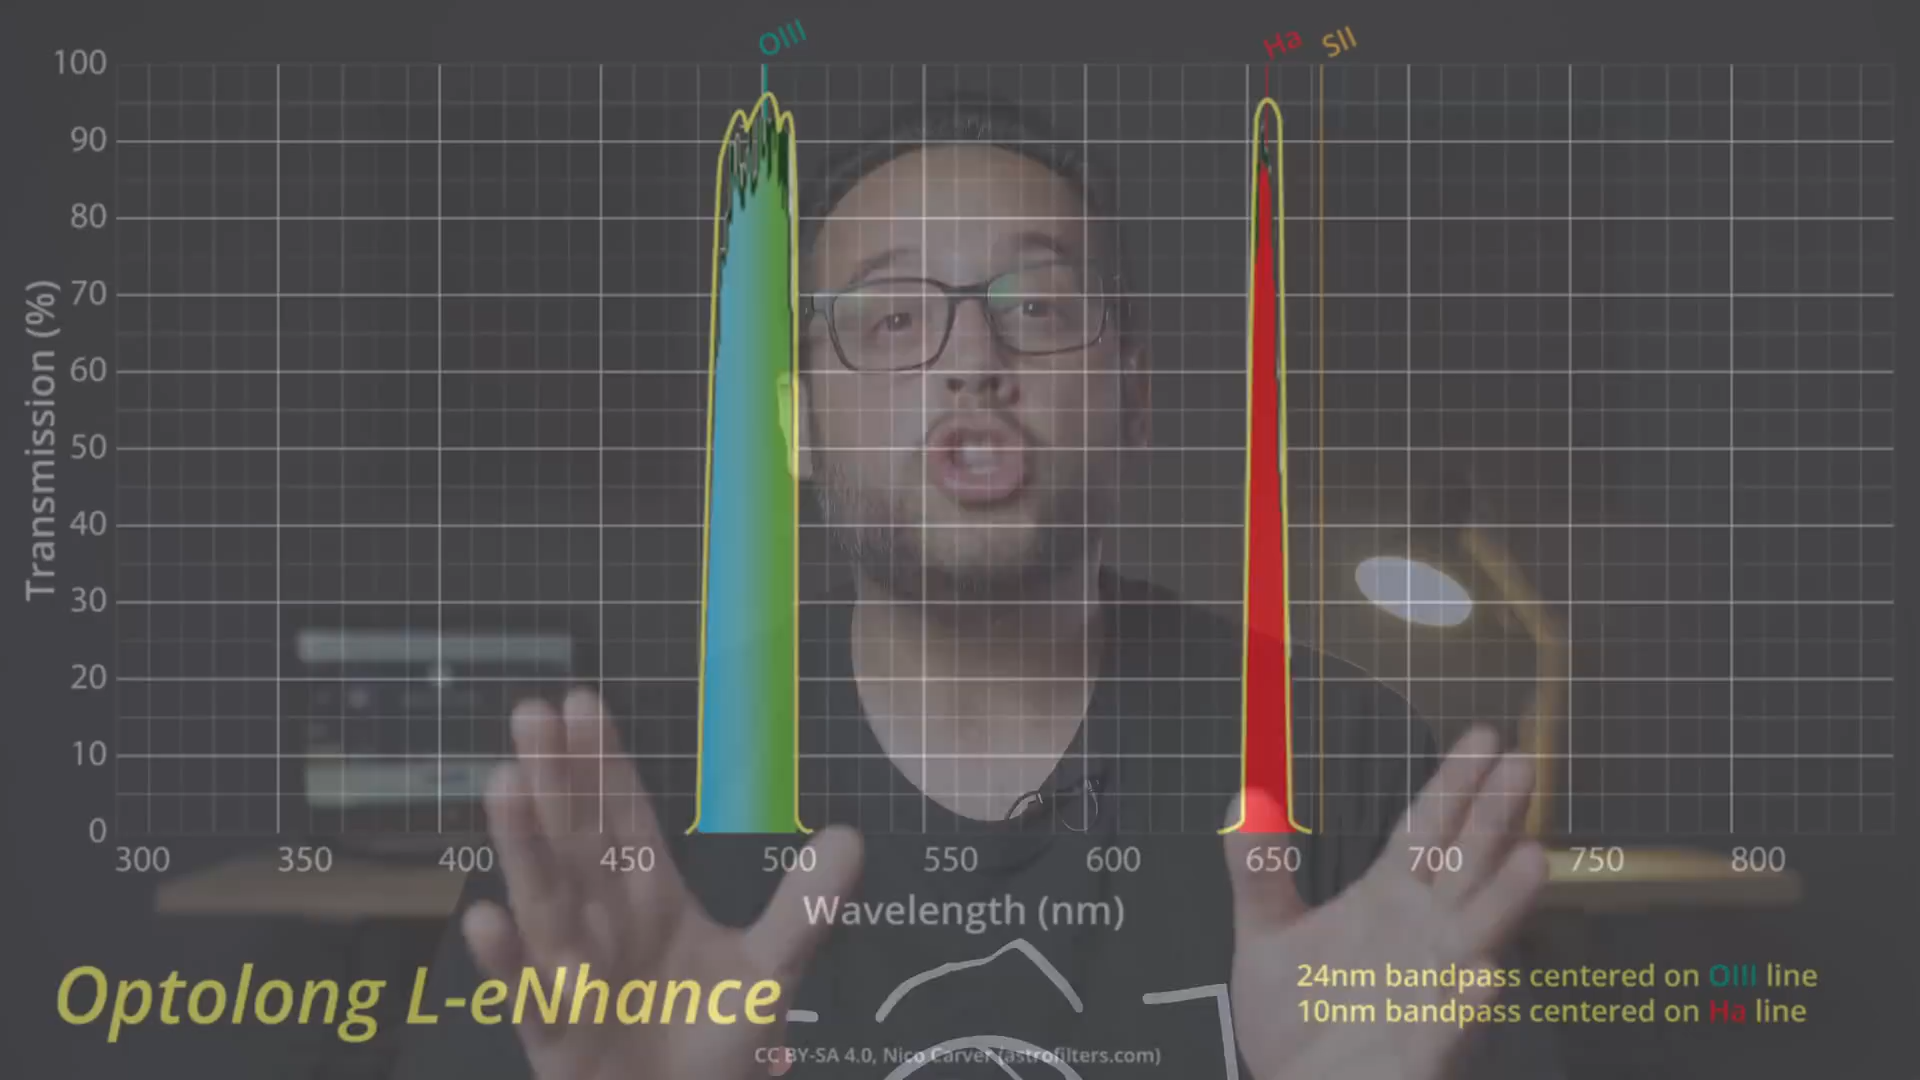 OIII
Ha
SII
100
90
80
70
60
50
40
30
20
10
0
Transmission (%)
300 350 400 450 500 550 600 650 700 750 800
Wavelength (nm)
Optolong L-eNhance
24nm bandpass centered on OIII line
10nm bandpass centered on Ha line
CC BY-SA 4.0, Nico Carver (astrofilters.com)